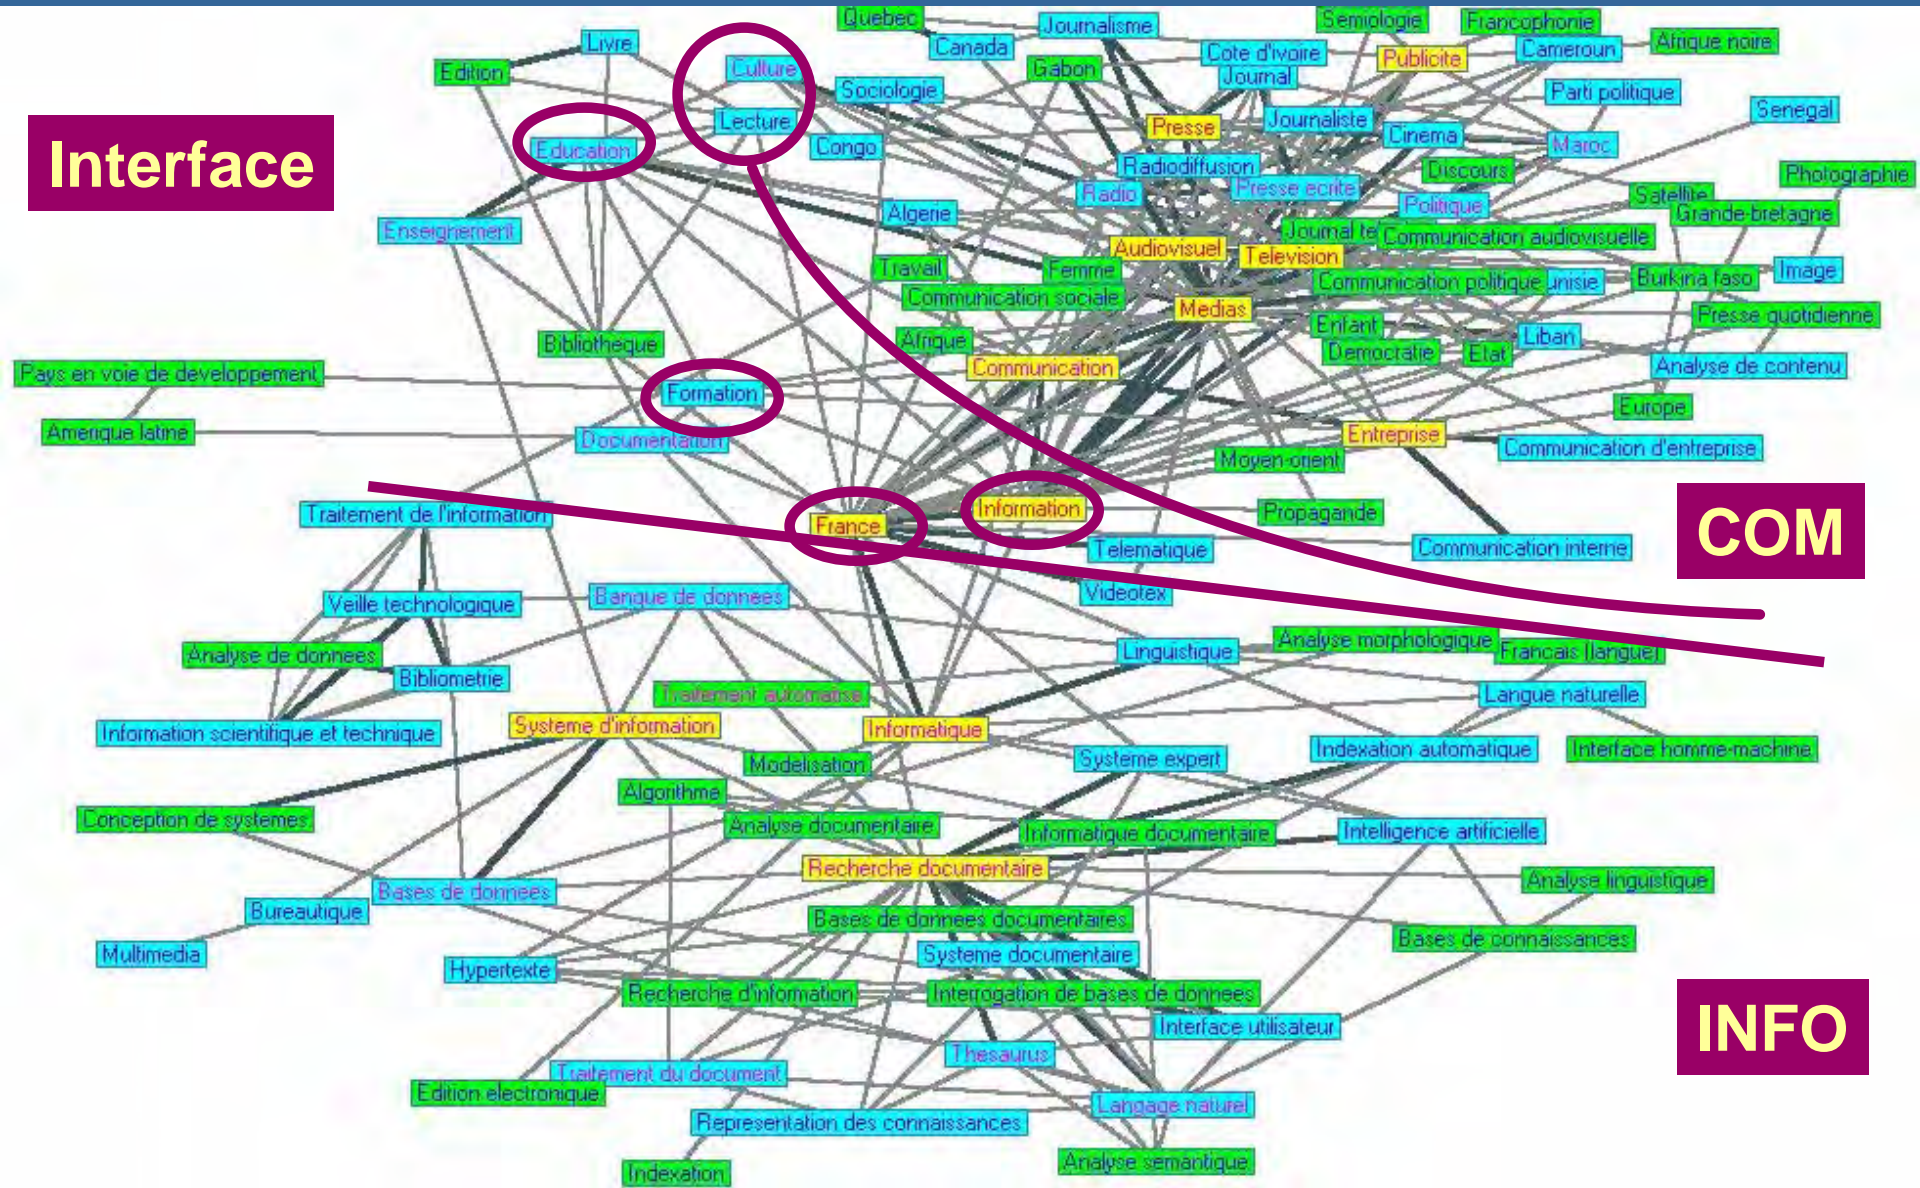 Quebec
Journalisme
Semiologie
Francophonie
Livre
Canada
Cote d'ivoire
Cameroun
Afrique noire
Edition
Culture
Gabon
Journal
Publicite
Sociologie
Parti politique
Senegal
Lecture
Presse
Journaliste
Cinema
Interface
Education
Congo
Radiodiffusion
Maroc
Discours
Photographie
Radio
Presse ecrite
Satellite
Politique
Grande-bretagne
Algerie
Enseignement
Journal te
Communication audiovisuelle
Audiovisuel
Television
Travail
Femme
Image
Communication politique
unisie
Burkina faso
Communication sociale
Medias
Presse quotidienne
Enfant
Liban
Bibliotheque
Afrique
Democratie
Etat
Pays en voie de developpement
Communication
Analyse de contenu
Formation
Europe
Amerique latine
Documentation
Entreprise
Communication d'entreprise
Moyen-orient
Traitement de l'information
France
Information
Propagande
COM
Telematique
Communication interne
Veille technologique
Banque de donnees
Videotex
Analyse de donnees
Linguistique
Analyse morphologique
Francais (langue)
Bibliometrie
Traitement automatise
Langue naturelle
Information scientifique et technique
Systeme d'information
Informatique
Indexation automatique
Interface homme-machine
Modelisation
Systeme expert
Algorithme
Conception de systemes
Analyse documentaire
Informatique documentaire
Intelligence artificielle
Recherche documentaire
Analyse linguistique
Bases de donnees
Bureautique
Bases de donnees documentaires
Bases de connaissances
Multimedia
Hypertexte
Systeme documentaire
Recherche d'information
Interrogation de bases de donnees
Interface utilisateur
INFO
Thesaurus
Traitement du document
Edition electronique
Langage naturel
Representation des connaissances
Analyse semantique
Indexation